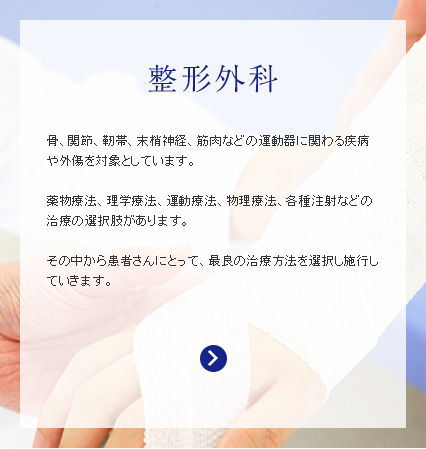 整形外科
骨、関節、靭帯、末梢神経、筋肉などの運動器に関わる疾病
や外傷を対象としています。
薬物療法、理学療法、運動療法、物理療法、各種注射などの
治療の選択肢があります。
その中から患者さんにとって、最良の治療方法を選択し施行し
ていきます。